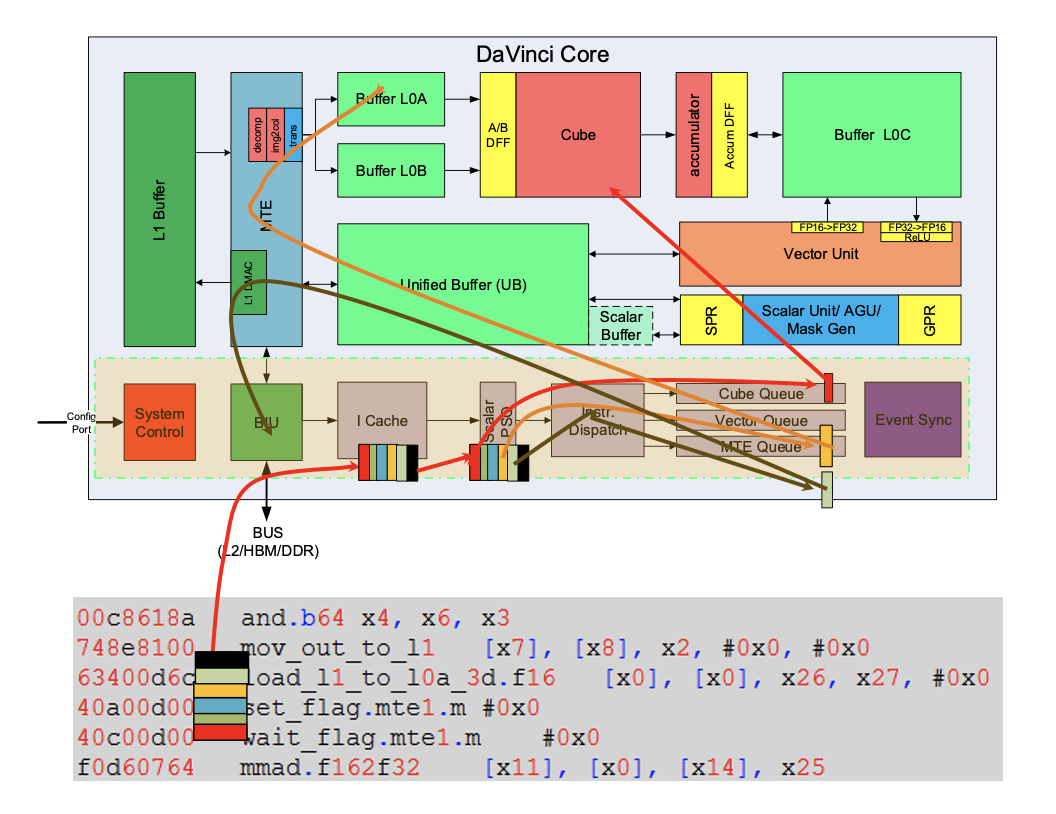 DaVinci Core
L1 Buffer
MTE
decomp
img2col
trans
L1 DMAC
Buffer L0A
Buffer L0B
A/B
DFF
Cube
accumulator
Accum DFF
Buffer L0C
FP16->FP32
FP32->FP16
ReLU
Vector Unit
Unified Buffer (UB)
Scalar
Buffer
SPR
Scalar Unit/ AGU/
Mask Gen
GPR
Config
Port
System
Control
BIU
I Cache
Scalar
PSQ
Instr.
Dispatch
Cube Queue
Vector Queue
MTE Queue
Event Sync
BUS
(L2/HBM/DDR)
00c8618a and.b64 x4, x6, x3
748e8100 mov_out_to_l1 [x7], [x8], x2, #0x0, #0x0
63400d6c load_l1_to_l0a_3d.f16 [x0], [x0], x26, x27, #0x0
40a00d00 set_flag.mte1.m #0x0
40c00d00 wait_flag.mte1.m #0x0
f0d60764 mmad.f162f32 [x11], [x0], [x14], x25